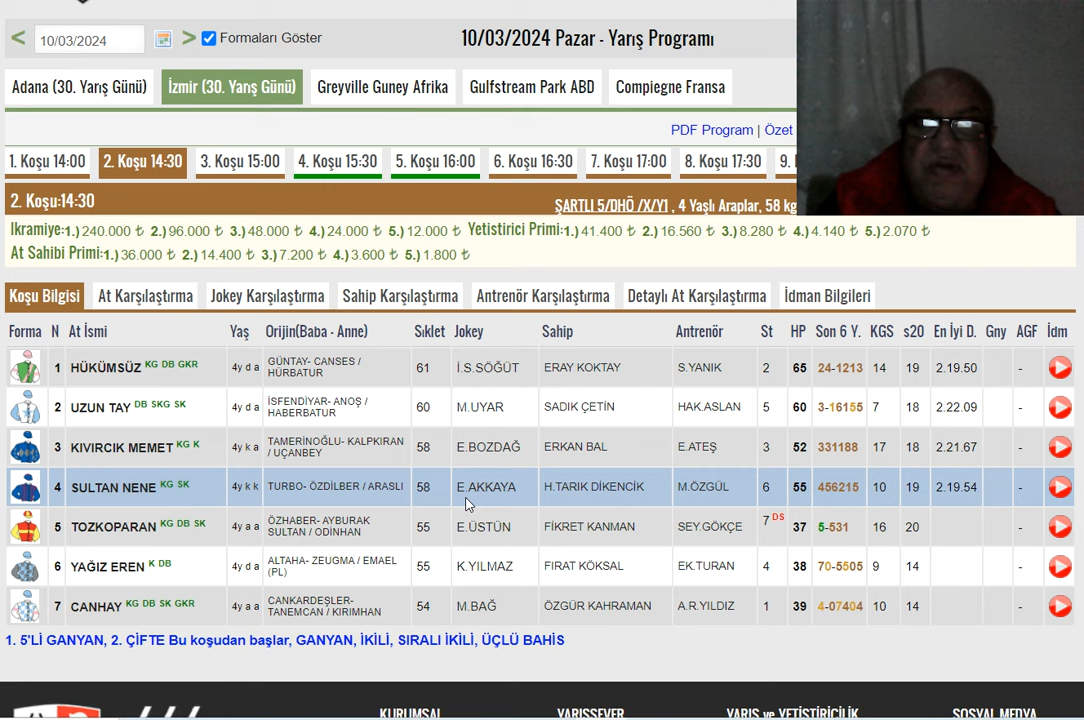 < 10/03/2024 > Formaları Göster 10/03/2024 Pazar - Yarış Programı
Adana (30. Yarış Günü) İzmir (30. Yarış Günü) Greyville Guney Afrika Gulfstream Park ABD Compiegne Fransa
PDF Program | Özet
1. Koşu 14:00 2. Koşu 14:30 3. Koşu 15:00 4. Koşu 15:30 5. Koşu 16:00 6. Koşu 16:30 7. Koşu 17:00 8. Koşu 17:30 9.
2. Koşu:14:30 ŞARTLI 5/DHÖ /X/Y1 , 4 Yaşlı Araplar, 58 kg
Ikramiye:1.) 240.000 ₺ 2.) 96.000 ₺ 3.) 48.000 ₺ 4.) 24.000 ₺ 5.) 12.000 ₺ Yetistirici Primi:1.) 41.400 ₺ 2.) 16.560 ₺ 3.) 8.280 ₺ 4.) 4.140 ₺ 5.) 2.070 ₺
At Sahibi Primi:1.) 36.000 ₺ 2.) 14.400 ₺ 3.) 7.200 ₺ 4.) 3.600 ₺ 5.) 1.800 ₺
Koşu Bilgisi At Karşılaştırma Jokey Karşılaştırma Sahip Karşılaştırma Antrenör Karşılaştırma Detaylı At Karşılaştırma İdman Bilgileri
Forma N At İsmi Yaş Orijin(Baba - Anne) Sıklet Jokey Sahip Antrenör St HP Son 6 Y. KGS s20 En İyi D. Gny AGF İdm
1 HÜKÜMSÜZ KG DB GKR 4y d a GÜNTAY- CANSES / HÜRBATUR 61 İ.S.SÖĞÜT ERAY KOKTAY S.YANIK 2 65 24-1213 14 19 2.19.50 -
2 UZUN TAY DB SKG SK 4y d a İSFENDİYAR- ANOŞ / HABERBATUR 60 M.UYAR SADIK ÇETİN HAK.ASLAN 5 60 3-16155 7 18 2.22.09 -
3 KIVIRCIK MEMET KG K 4y k a TAMERİNOĞLU- KALPKIRAN / UÇANBEY 58 E.BOZDAĞ ERKAN BAL E.ATEŞ 3 52 331188 17 18 2.21.67 -
4 SULTAN NENE KG SK 4y k k TURBO- ÖZDİLBER / ARASLI 58 E.AKKAYA H.TARIK DİKENCİK M.ÖZGÜL 6 55 456215 10 19 2.19.54 -
5 TOZKOPARAN KG DB SK 4y a a ÖZHABER- AYBURAK SULTAN / ODİNHAN 55 E.ÜSTÜN FİKRET KANMAN SEY.GÖKÇE 7 DS 37 5-531 16 20 -
6 YAĞIZ EREN K DB 4y d a ALTAHA- ZEUGMA / EMAEL (PL) 55 K.YILMAZ FIRAT KÖKSAL EK.TURAN 4 38 70-5505 9 14 -
7 CANHAY KG DB SK GKR 4y a a CANKARDEŞLER- TANEMCAN / KIRIMHAN 54 M.BAĞ ÖZGÜR KAHRAMAN A.R.YILDIZ 1 39 4-07404 10 14 -
1. 5'Lİ GANYAN, 2. ÇİFTE Bu koşudan başlar, GANYAN, İKİLİ, SIRALI İKİLİ, ÜÇLÜ BAHİS
KURUMSAL YARIŞSEVER YARIŞ ve YETİŞTİRİCİLİK SOSYAL MEDYA